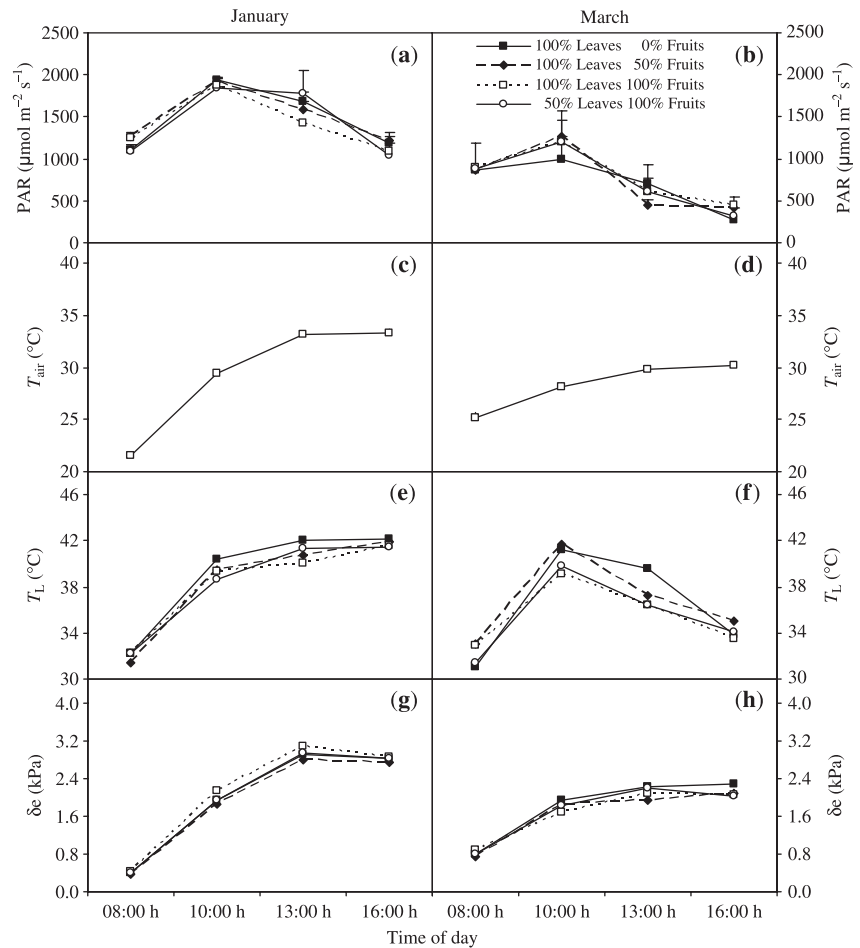 January March
2500 (a) 100% Leaves 0% Fruits (b) 2500
2000 100% Leaves 50% Fruits 2000
100% Leaves 100% Fruits
1500 50% Leaves 100% Fruits 1500
PAR (µmol m⁻² s⁻¹) PAR (µmol m⁻² s⁻¹)
1000 1000
500 500
0 0
40 (c) (d) 40
35 35
Tair (°C) Tair (°C)
30 30
25 25
20 20
46 (e) (f) 46
42 42
TL (°C) TL (°C)
38 38
34 34
30 30
4.0 (g) (h) 4.0
3.2 3.2
2.4 2.4
δe (kPa) δe (kPa)
1.6 1.6
0.8 0.8
0.0 0.0
08:00 h 10:00 h 13:00 h 16:00 h 08:00 h 10:00 h 13:00 h 16:00 h
Time of day